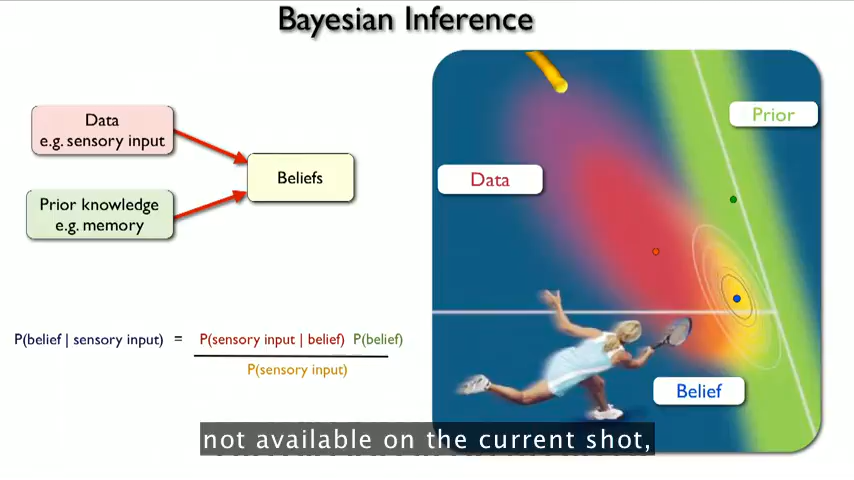 Bayesian Inference
Data
e.g. sensory input
Prior knowledge
e.g. memory
Beliefs
P(belief | sensory input) = P(sensory input | belief) P(belief)
P(sensory input)
Prior
Data
Belief
not available on the current shot,